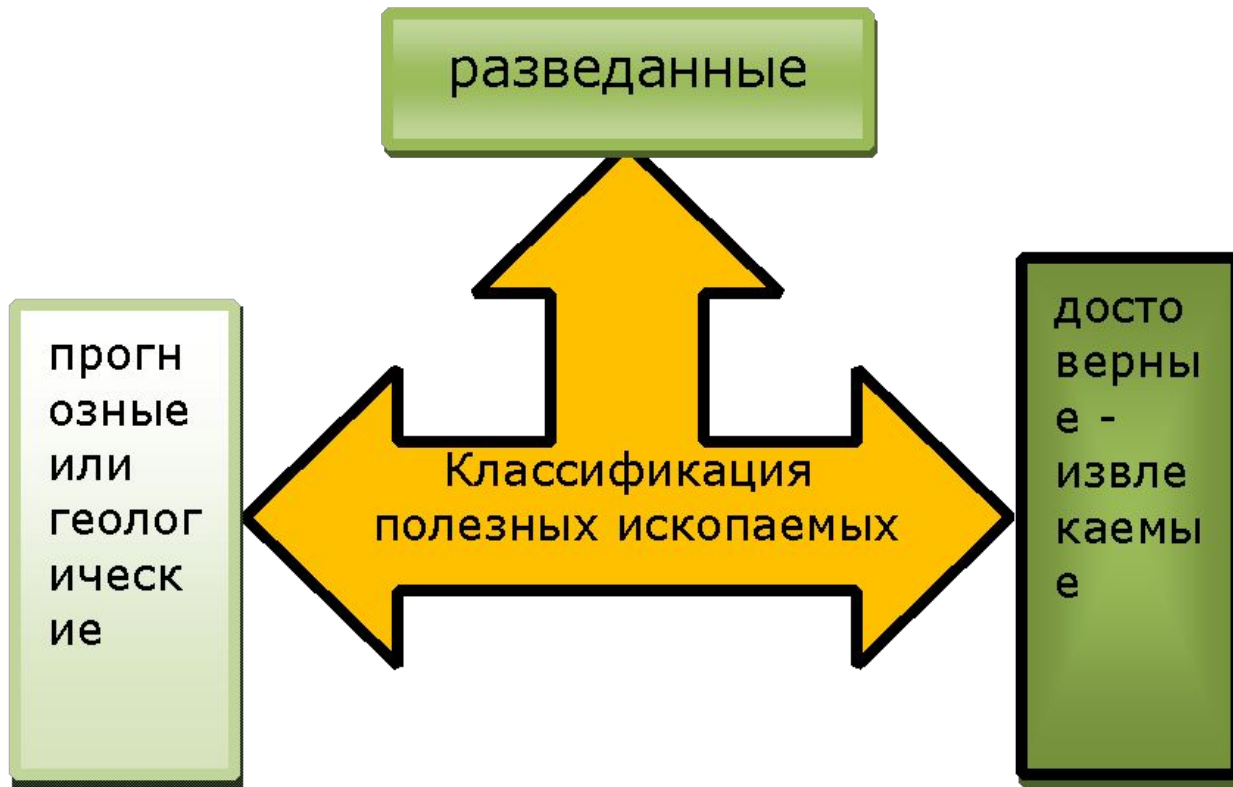 разведанные
прогн
озные
или
геолог
ическ
ие
Классификация
полезных ископаемых
досто
верны
е -
извле
каемы
е